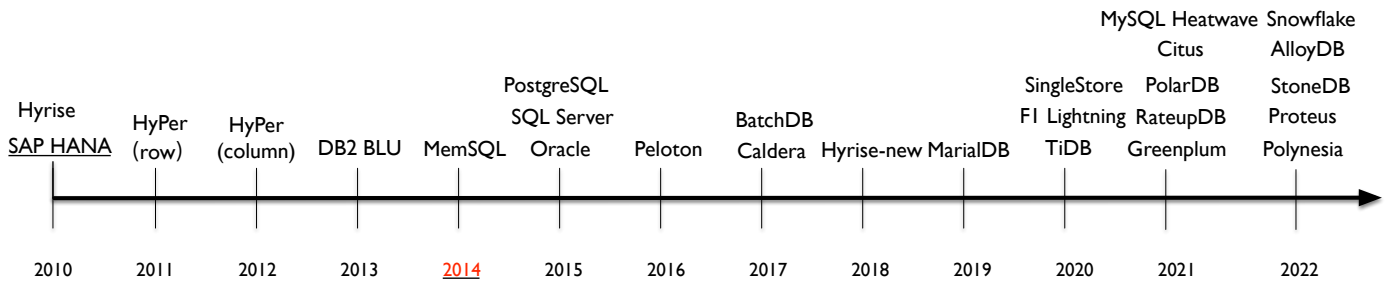 MySQL Heatwave Snowflake
Citus AlloyDB
PostgreSQL SingleStore PolarDB StoneDB
Hyrise HyPer HyPer SQL Server BatchDB F1 Lightning RateupDB Proteus
SAP HANA (row) (column) DB2 BLU MemSQL Oracle Peloton Caldera Hyrise-new MarialDB TiDB Greenplum Polynesia
2010 2011 2012 2013 2014 2015 2016 2017 2018 2019 2020 2021 2022